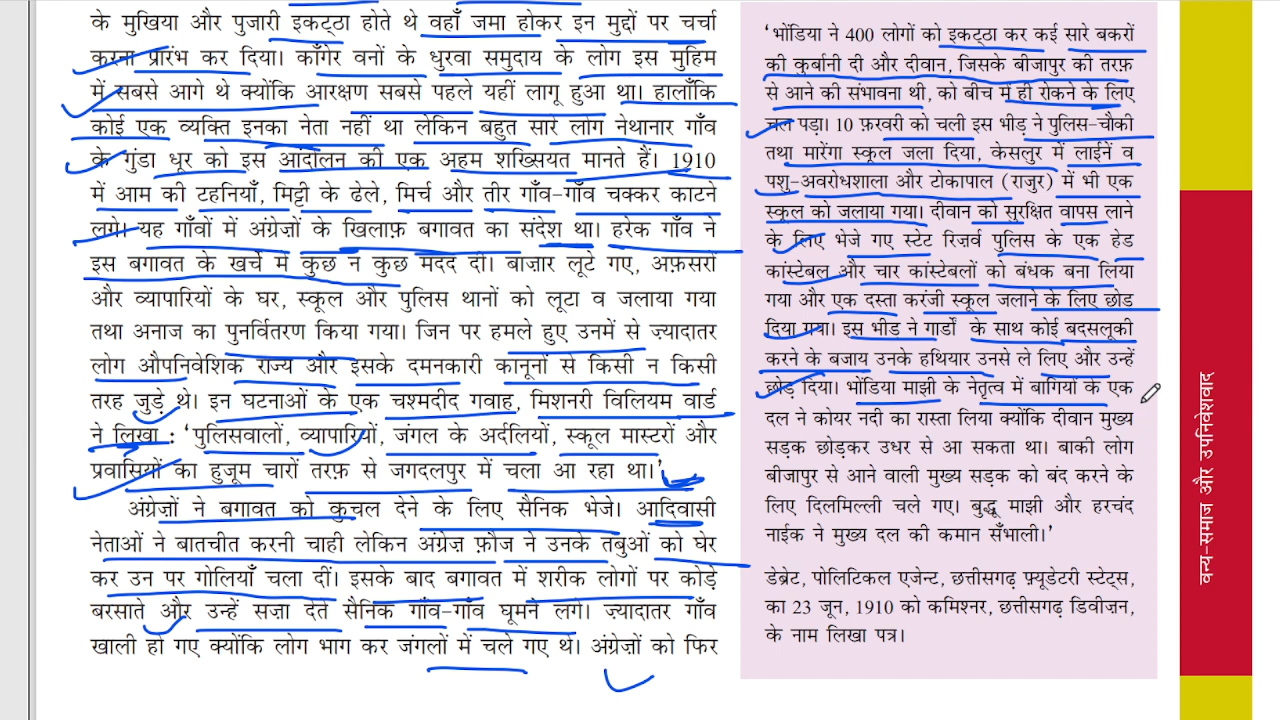 के मुखिया और पुजारी इकट्ठा होते थे वहाँ जमा होकर इन मुद्दों पर चर्चा
करना प्रारंभ कर दिया। काँगेर वनों के धुरवा समुदाय के लोग इस मुहिम
में सबसे आगे थे क्योंकि आरक्षण सबसे पहले यहीं लागू हुआ था। हालाँकि
कोई एक व्यक्ति इनका नेता नहीं था लेकिन बहुत सारे लोग नेथानार गाँव
के गुंडा धूर को इस आंदोलन की एक अहम शख्सियत मानते हैं। 1910
में आम की टहनियाँ, मिट्टी के ढेले, मिर्च और तीर गाँव-गाँव चक्कर काटने
लगे। यह गाँवों में अंग्रेज़ों के खिलाफ़ बगावत का संदेश था। हरेक गाँव ने
इस बगावत के खर्चे में कुछ न कुछ मदद दी। बाज़ार लूटे गए, अफ़सरों
और व्यापारियों के घर, स्कूल और पुलिस थानों को लूटा व जलाया गया
तथा अनाज का पुनर्वितरण किया गया। जिन पर हमले हुए उनमें से ज़्यादातर
लोग औपनिवेशिक राज्य और इसके दमनकारी कानूनों से किसी न किसी
तरह जुड़े थे। इन घटनाओं के एक चश्मदीद गवाह, मिशनरी विलियम वार्ड
ने लिखा : ‘पुलिसवालों, व्यापारियों, जंगल के अर्दलियों, स्कूल मास्टरों और
प्रवासियों का हुजूम चारों तरफ़ से जगदलपुर में चला आ रहा था।’
अंग्रेज़ों ने बगावत को कुचल देने के लिए सैनिक भेजे। आदिवासी
नेताओं ने बातचीत करनी चाही लेकिन अंग्रेज़ फ़ौज ने उनके तंबुओं को घेर
कर उन पर गोलियाँ चला दीं। इसके बाद बगावत में शरीक लोगों पर कोड़े
बरसाते और उन्हें सज़ा देते सैनिक गाँव-गाँव घूमने लगे। ज़्यादातर गाँव
खाली हो गए क्योंकि लोग भाग कर जंगलों में चले गए थे। अंग्रेज़ों को फिर
‘भोंडिया ने 400 लोगों को इकट्ठा कर कई सारे बकरों
की कुर्बानी दी और दीवान, जिसके बीजापुर की तरफ़
से आने की संभावना थी, को बीच में ही रोकने के लिए
चल पड़ा। 10 फ़रवरी को चली इस भीड़ ने पुलिस-चौकी
तथा मारेंगा स्कूल जला दिया, केसलुर में लाईनें व
पशु-अवरोधशाला और टोकापाल (राजुर) में भी एक
स्कूल को जलाया गया। दीवान को सुरक्षित वापस लाने
के लिए भेजे गए स्टेट रिज़र्व पुलिस के एक हेड
कांस्टेबल और चार कांस्टेबलों को बंधक बना लिया
गया और एक दस्ता करंजी स्कूल जलाने के लिए छोड़
दिया गया। इस भीड़ ने गार्डों के साथ कोई बदसलूकी
करने के बजाय उनके हथियार उनसे ले लिए और उन्हें
छोड़ दिया। भोंडिया माझी के नेतृत्व में बागियों के एक
दल ने कोयर नदी का रास्ता लिया क्योंकि दीवान मुख्य
सड़क छोड़कर उधर से आ सकता था। बाकी लोग
बीजापुर से आने वाली मुख्य सड़क को बंद करने के
लिए दिलमिल्ली चले गए। बुद्धू माझी और हरचंद
नाईक ने मुख्य दल की कमान सँभाली।’
डेब्रेट, पोलिटिकल एजेन्ट, छत्तीसगढ़ फ़्यूडेटरी स्टेट्स,
का 23 जून, 1910 को कमिश्नर, छत्तीसगढ़ डिवीजन,
के नाम लिखा पत्र।
वन्य-समाज और उपनिवेशवाद